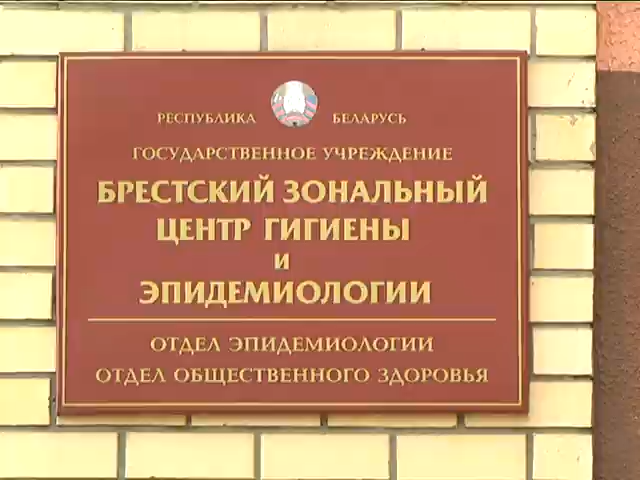 РЕСПУБЛИКА БЕЛАРУСЬ
ГОСУДАРСТВЕННОЕ УЧРЕЖДЕНИЕ
БРЕСТСКИЙ ЗОНАЛЬНЫЙ
ЦЕНТР ГИГИЕНЫ
И
ЭПИДЕМИОЛОГИИ
ОТДЕЛ ЭПИДЕМИОЛОГИИ
ОТДЕЛ ОБЩЕСТВЕННОГО ЗДОРОВЬЯ